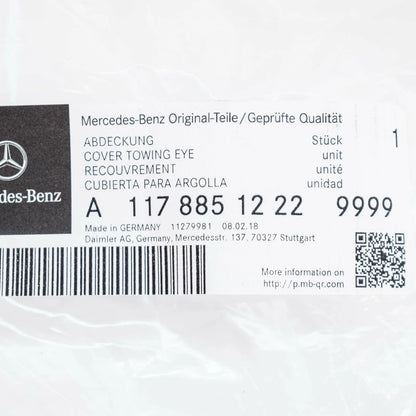 Mercedes-Benz Original-Teile/Geprüfte Qualität
ABDECKUNG Stück 1
COVER TOWING EYE unit
RECOUVREMENT unité
CUBIERTA PARA ARGOLLA unidad
des-Benz
A 117 885 12 22 9999
Made in GERMANY 11279981 08.02.18
Daimler AG, Germany, Mercedesstr. 137, 70327 Stuttgart
More information on
http://p.mb-qr.com/